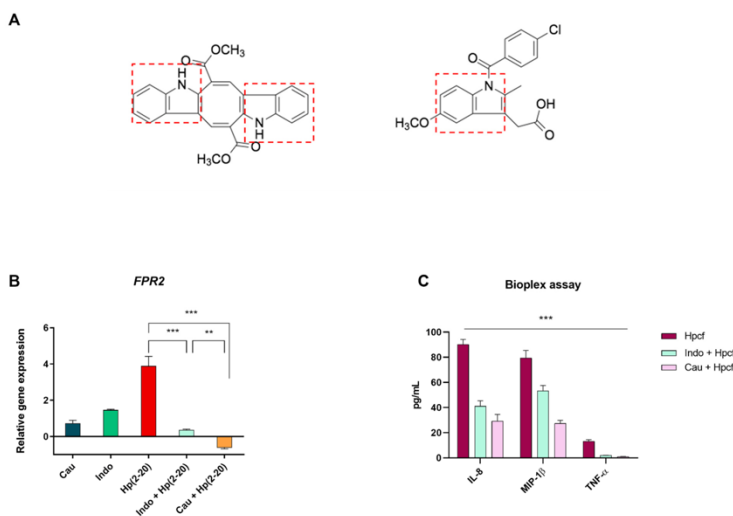 A
OCH3
O
H
N
N
H
H3CO
O
Cl
O
N
OH
O
H3CO
B
FPR2
***
***
**
Relative gene expression
6
4
2
0
Cau
Indo
Hp(2-20)
Indo + Hp(2-20)
Cau + Hp(2-20)
C
Bioplex assay
***
pg/mL
100
80
60
40
20
0
IL-8
MIP-1β
TNF-α
Hpcf
Indo + Hpcf
Cau + Hpcf